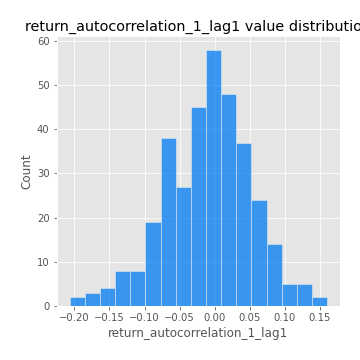 return_autocorrelation_1_lag1 value distributio
60
50
40
30
20
10
0
Count
−0.20 −0.15 −0.10 −0.05 0.00 0.05 0.10 0.15
return_autocorrelation_1_lag1